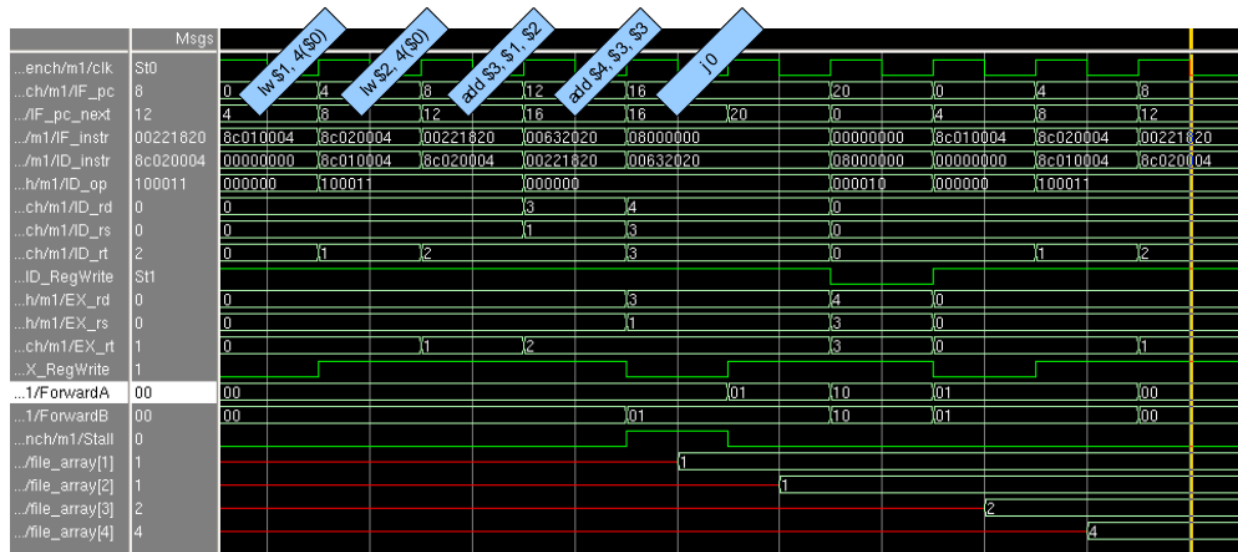 Msgs
lw $1, 4($0)
lw $2, 4($0)
add $3, $1, $2
add $4, $3, $3
j 0
...ench/m1/clk St0
...ch/m1/IF_pc 8 0 4 8 12 16 20 0 4 8
.../IF_pc_next 12 4 8 12 16 16 20 0 4 8 12
.../m1/IF_instr 00221820 8c010004 8c020004 00221820 00632020 08000000 00000000 8c010004 8c020004 00221820
.../m1/ID_instr 8c020004 00000000 8c010004 8c020004 00221820 00632020 08000000 00000000 8c010004 8c020004
...h/m1/ID_op 100011 000000 100011 000000 000010 000000 100011
...ch/m1/ID_rd 0 0 3 4 0
...ch/m1/ID_rs 0 0 1 3 0
...ch/m1/ID_rt 2 0 1 2 3 0 1 2
...ID_RegWrite St1
...h/m1/EX_rd 0 0 3 4 0
...h/m1/EX_rs 0 0 1 3 0
...ch/m1/EX_rt 1 0 1 2 3 0 1
...X_RegWrite 1
...1/ForwardA 00 00 01 10 01 00
...1/ForwardB 00 00 01 10 01 00
...nch/m1/Stall 0
.../file_array[1] 1 1
.../file_array[2] 1 1
.../file_array[3] 2 2
.../file_array[4] 4 4